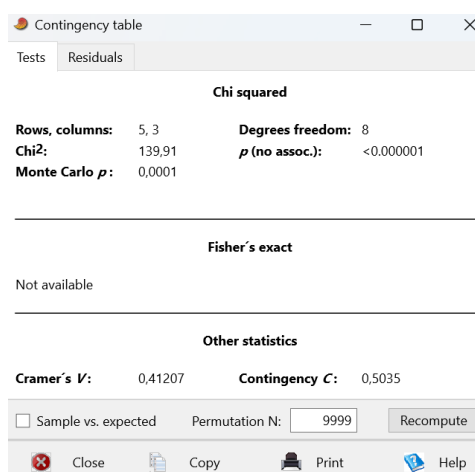 Contingency table
Tests Residuals
Chi squared
Rows, columns: 5, 3 Degrees freedom: 8
Chi2: 139,91 p (no assoc.): <0.000001
Monte Carlo p : 0,0001
Fisher´s exact
Not available
Other statistics
Cramer´s V : 0,41207 Contingency C : 0,5035
Sample vs. expected Permutation N: 9999 Recompute
Close Copy Print Help